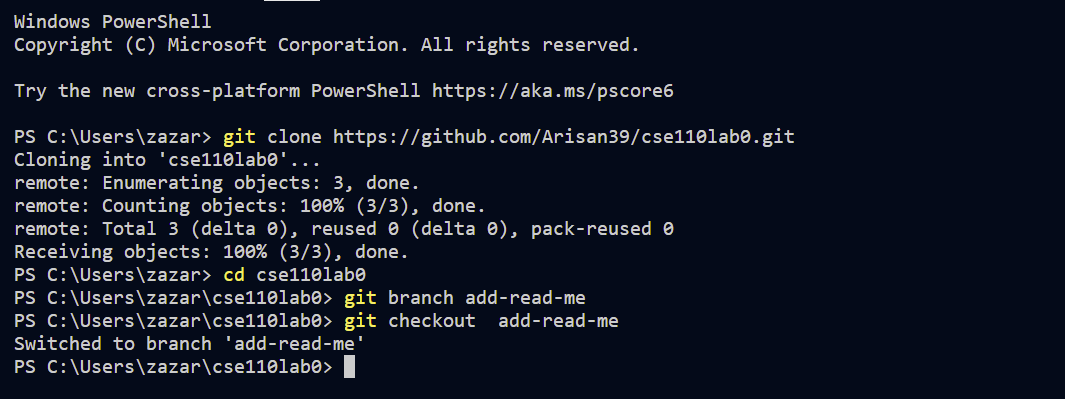 Windows PowerShell
Copyright (C) Microsoft Corporation. All rights reserved.
Try the new cross-platform PowerShell https://aka.ms/pscore6
PS C:\Users\zazar> git clone https://github.com/Arisan39/cse110lab0.git
Cloning into 'cse110lab0'...
remote: Enumerating objects: 3, done.
remote: Counting objects: 100% (3/3), done.
remote: Total 3 (delta 0), reused 0 (delta 0), pack-reused 0
Receiving objects: 100% (3/3), done.
PS C:\Users\zazar> cd cse110lab0
PS C:\Users\zazar\cse110lab0> git branch add-read-me
PS C:\Users\zazar\cse110lab0> git checkout  add-read-me
Switched to branch 'add-read-me'
PS C:\Users\zazar\cse110lab0>